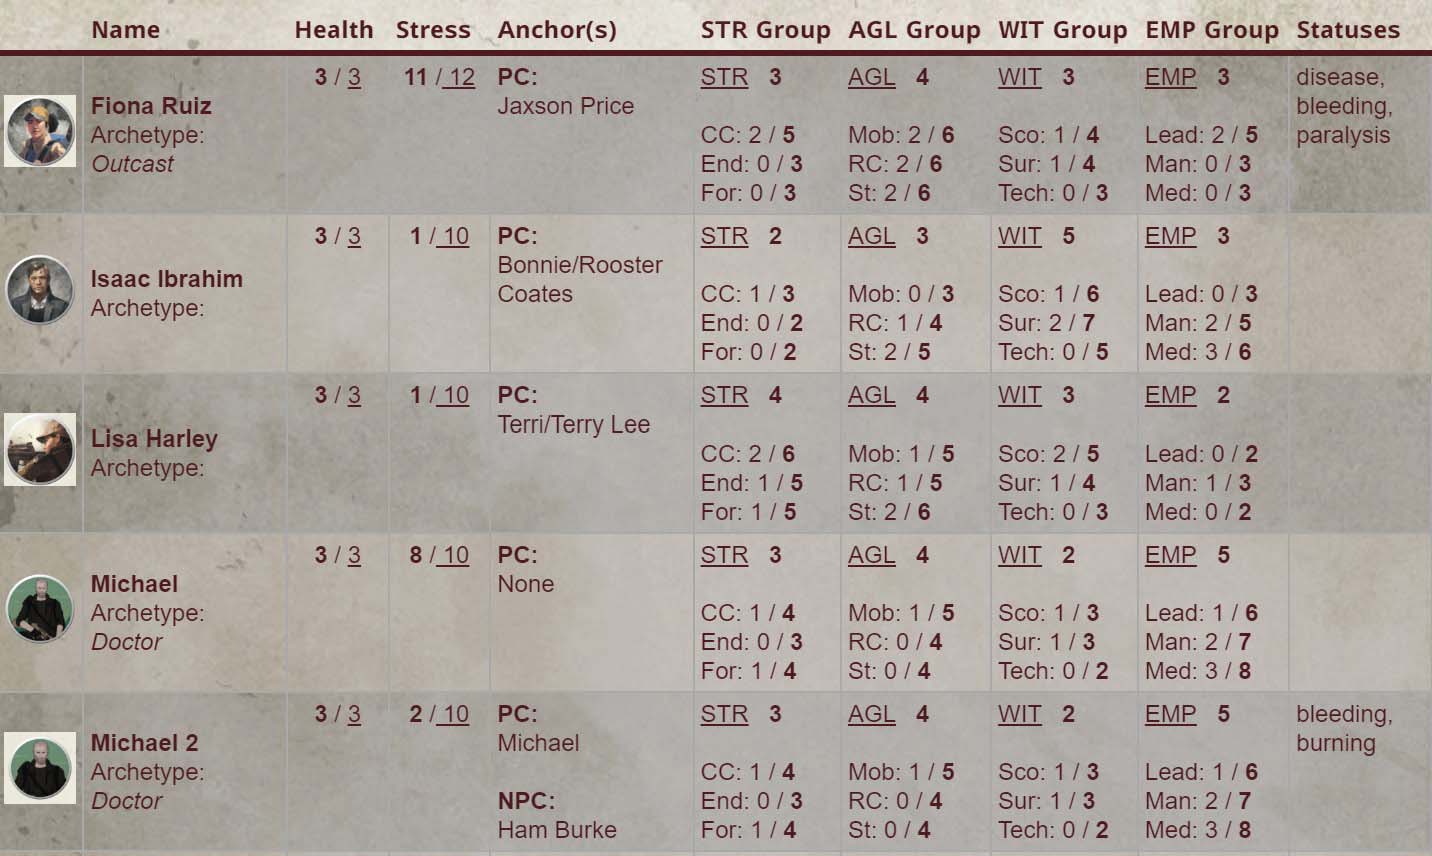 Name Health Stress Anchor(s) STR Group AGL Group WIT Group EMP Group Statuses
3 / 3 11 / 12 PC: STR 3 AGL 4 WIT 3 EMP 3 disease,
Fiona Ruiz Jaxson Price bleeding,
Archetype: CC: 2 / 5 Mob: 2 / 6 Sco: 1 / 4 Lead: 2 / 5 paralysis
Outcast End: 0 / 3 RC: 2 / 6 Sur: 1 / 4 Man: 0 / 3
For: 0 / 3 St: 2 / 6 Tech: 0 / 3 Med: 0 / 3
3 / 3 1 / 10 PC: STR 2 AGL 3 WIT 5 EMP 3
Isaac Ibrahim Bonnie/Rooster
Archetype: Coates CC: 1 / 3 Mob: 0 / 3 Sco: 1 / 6 Lead: 0 / 3
End: 0 / 2 RC: 1 / 4 Sur: 2 / 7 Man: 2 / 5
For: 0 / 2 St: 2 / 5 Tech: 0 / 5 Med: 3 / 6
3 / 3 1 / 10 PC: STR 4 AGL 4 WIT 3 EMP 2
Lisa Harley Terri/Terry Lee
Archetype: CC: 2 / 6 Mob: 1 / 5 Sco: 2 / 5 Lead: 0 / 2
End: 1 / 5 RC: 1 / 5 Sur: 1 / 4 Man: 1 / 3
For: 1 / 5 St: 2 / 6 Tech: 0 / 3 Med: 0 / 2
3 / 3 8 / 10 PC: STR 3 AGL 4 WIT 2 EMP 5
Michael None
Archetype: CC: 1 / 4 Mob: 1 / 5 Sco: 1 / 3 Lead: 1 / 6
Doctor End: 0 / 3 RC: 0 / 4 Sur: 1 / 3 Man: 2 / 7
For: 1 / 4 St: 0 / 4 Tech: 0 / 2 Med: 3 / 8
3 / 3 2 / 10 PC: STR 3 AGL 4 WIT 2 EMP 5 bleeding,
Michael 2 Michael burning
Archetype: CC: 1 / 4 Mob: 1 / 5 Sco: 1 / 3 Lead: 1 / 6
Doctor NPC: End: 0 / 3 RC: 0 / 4 Sur: 1 / 3 Man: 2 / 7
Ham Burke For: 1 / 4 St: 0 / 4 Tech: 0 / 2 Med: 3 / 8